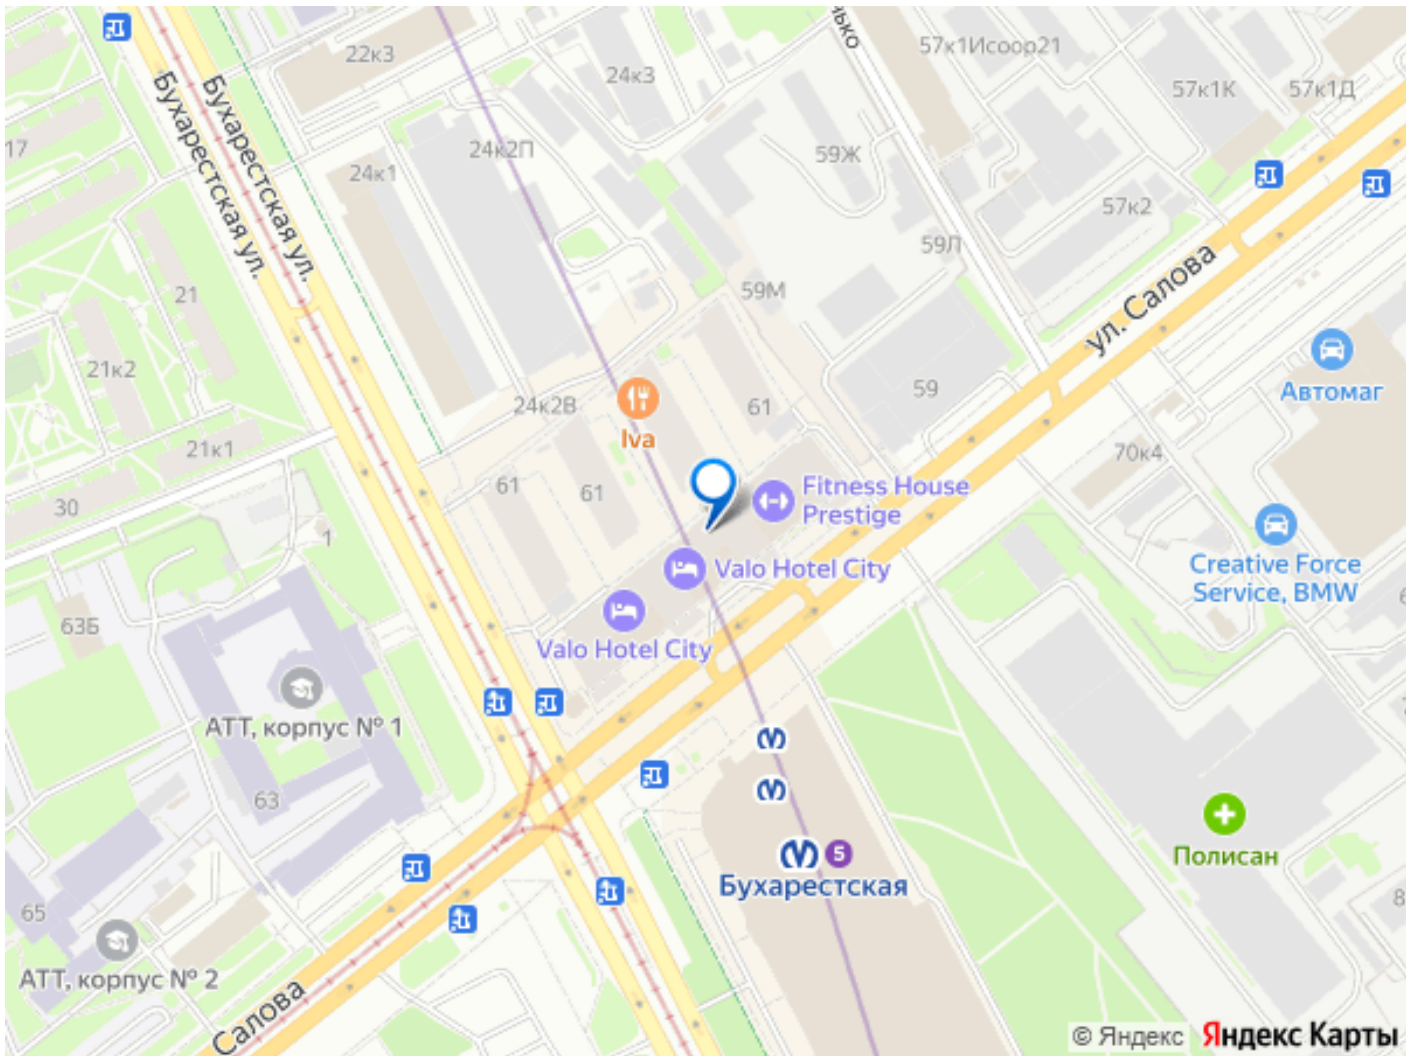 22к3
24к3
нько
57к1Исоор21
57к1К
57к1Д
Бухарестская ул.
Бухарестская ул.
17
24к1
24к2П
59Ж
57к2
59Л
59М
ул. Салова
21
21к2
24к2В
Iva
61
59
Автомаг
21к1
30
61
61
Fitness House
Prestige
70к4
1
Valo Hotel City
Creative Force
Service, BMW
63Б
Valo Hotel City
АТТ, корпус № 1
63
5
Бухарестская
Полисан
65
8
АТТ, корпус № 2
Салова
© Яндекс
Яндекс Карты